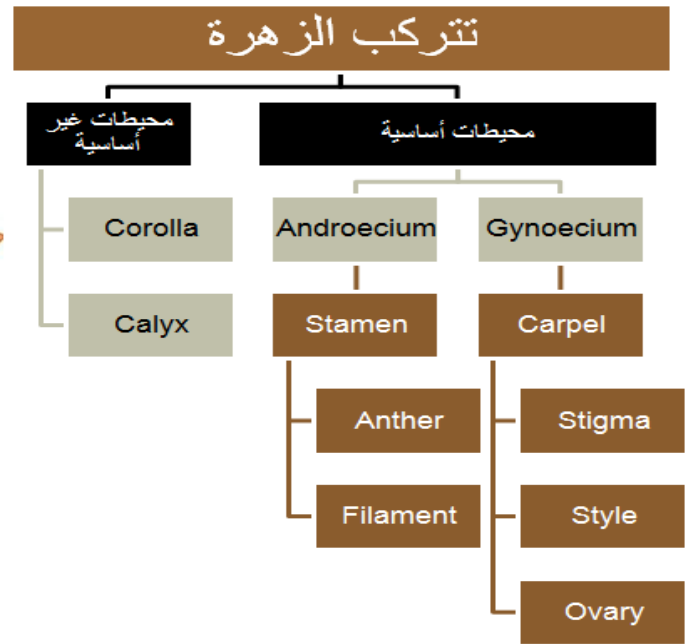 تتركب الزهرة
محيطات غير
أساسية
محيطات أساسية
Corolla
Androecium
Gynoecium
Calyx
Stamen
Carpel
Anther
Stigma
Filament
Style
Ovary